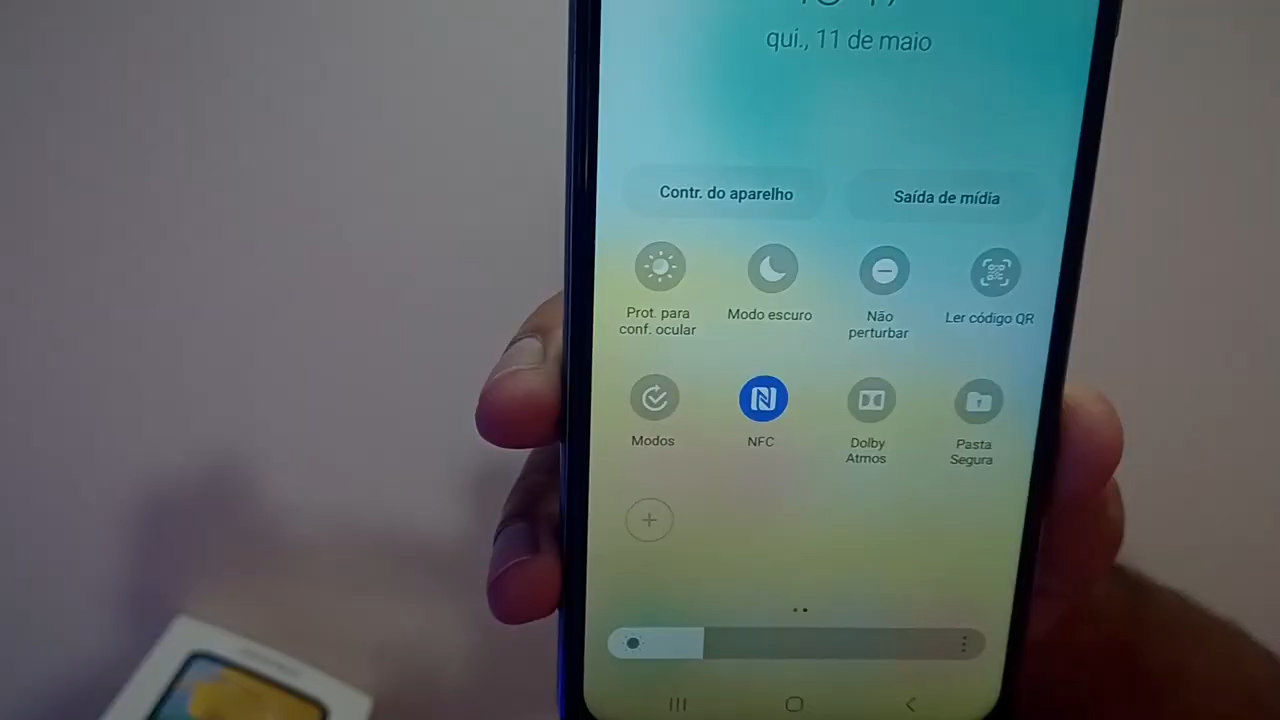 qui., 11 de maio
Contr. do aparelho
Saída de mídia
Prot. para
conf. ocular
Modo escuro
Não
perturbar
Ler código QR
Modos
NFC
Dolby
Atmos
Pasta
Segura